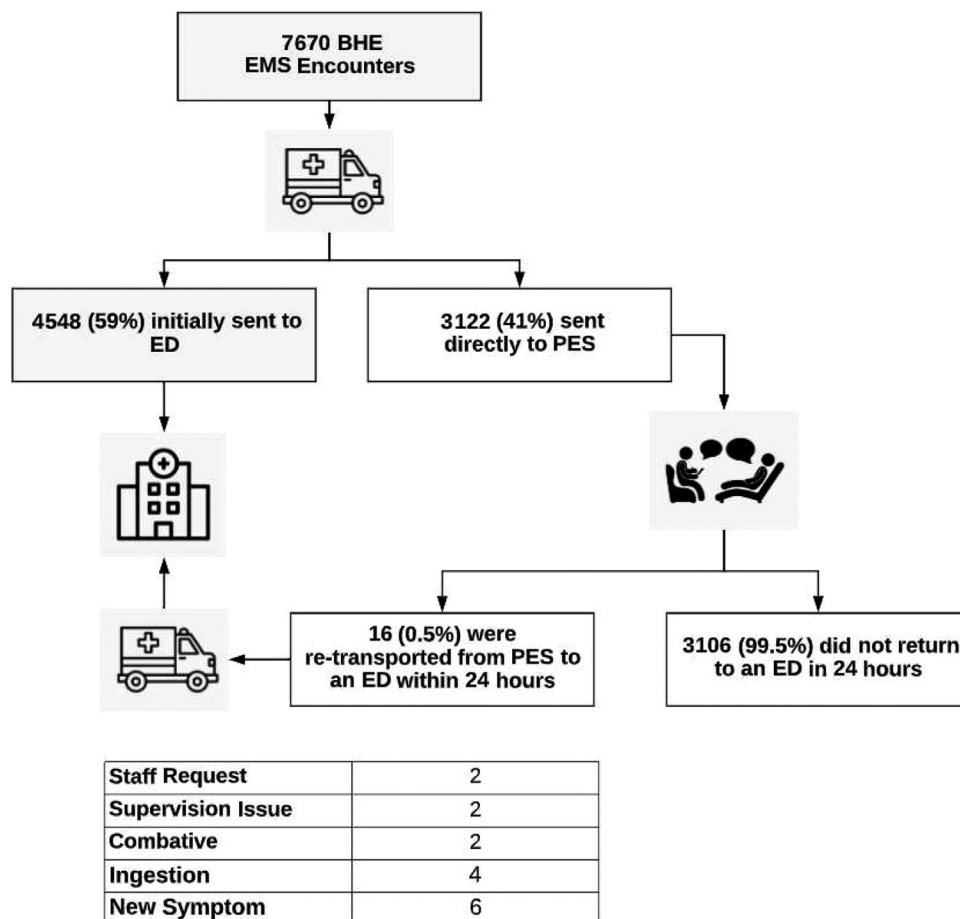 7670 BHE
EMS Encounters
4548 (59%) initially sent to
ED
3122 (41%) sent
directly to PES
16 (0.5%) were
re-transported from PES to
an ED within 24 hours
3106 (99.5%) did not return
to an ED in 24 hours
Staff Request 2
Supervision Issue 2
Combative 2
Ingestion 4
New Symptom 6